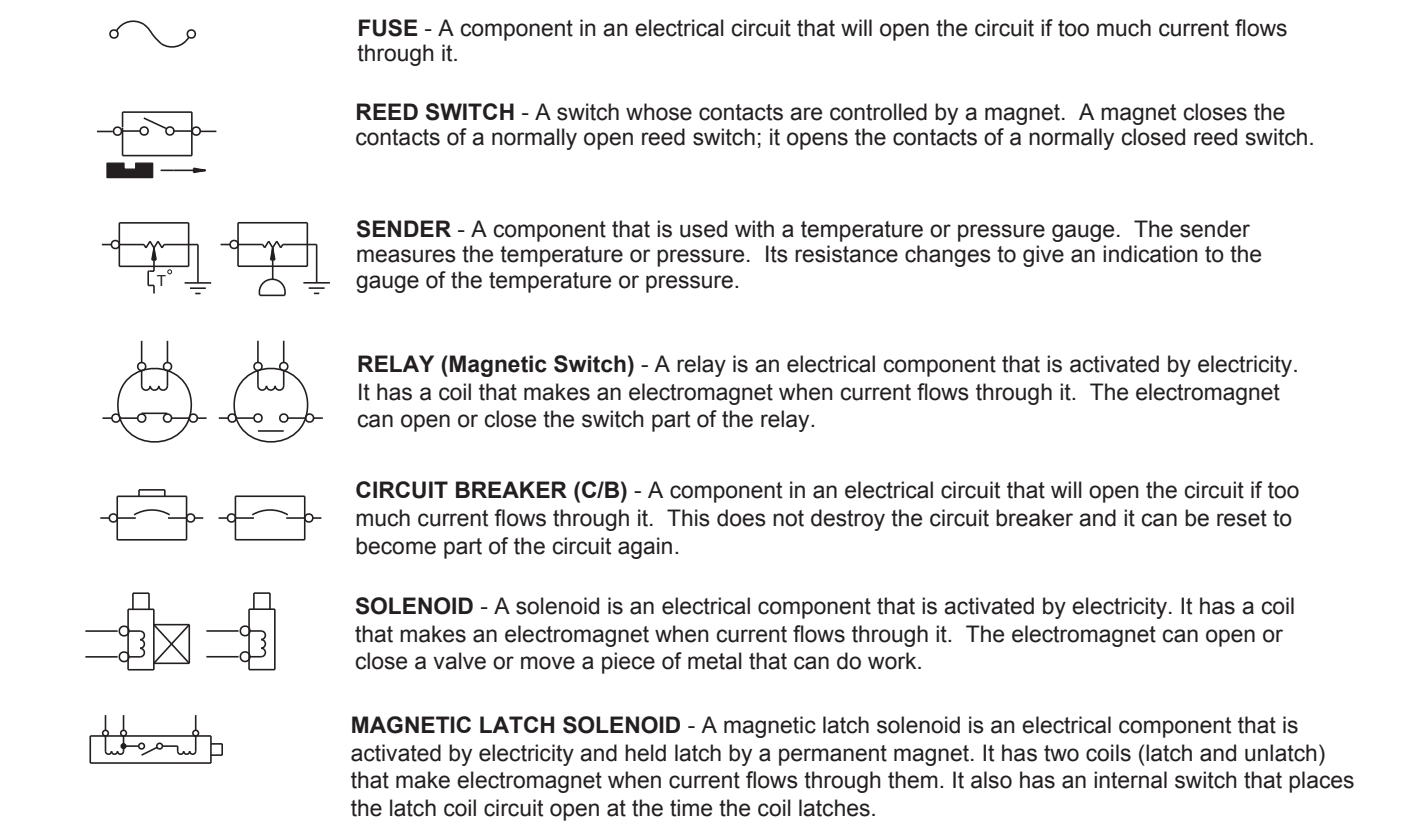 FUSE - A component in an electrical circuit that will open the circuit if too much current flows
through it.
REED SWITCH - A switch whose contacts are controlled by a magnet. A magnet closes the
contacts of a normally open reed switch; it opens the contacts of a normally closed reed switch.
SENDER - A component that is used with a temperature or pressure gauge. The sender
measures the temperature or pressure. Its resistance changes to give an indication to the
gauge of the temperature or pressure.
T°
RELAY (Magnetic Switch) - A relay is an electrical component that is activated by electricity.
It has a coil that makes an electromagnet when current flows through it. The electromagnet
can open or close the switch part of the relay.
CIRCUIT BREAKER (C/B) - A component in an electrical circuit that will open the circuit if too
much current flows through it. This does not destroy the circuit breaker and it can be reset to
become part of the circuit again.
SOLENOID - A solenoid is an electrical component that is activated by electricity. It has a coil
that makes an electromagnet when current flows through it. The electromagnet can open or
close a valve or move a piece of metal that can do work.
MAGNETIC LATCH SOLENOID - A magnetic latch solenoid is an electrical component that is
activated by electricity and held latch by a permanent magnet. It has two coils (latch and unlatch)
that make electromagnet when current flows through them. It also has an internal switch that places
the latch coil circuit open at the time the coil latches.